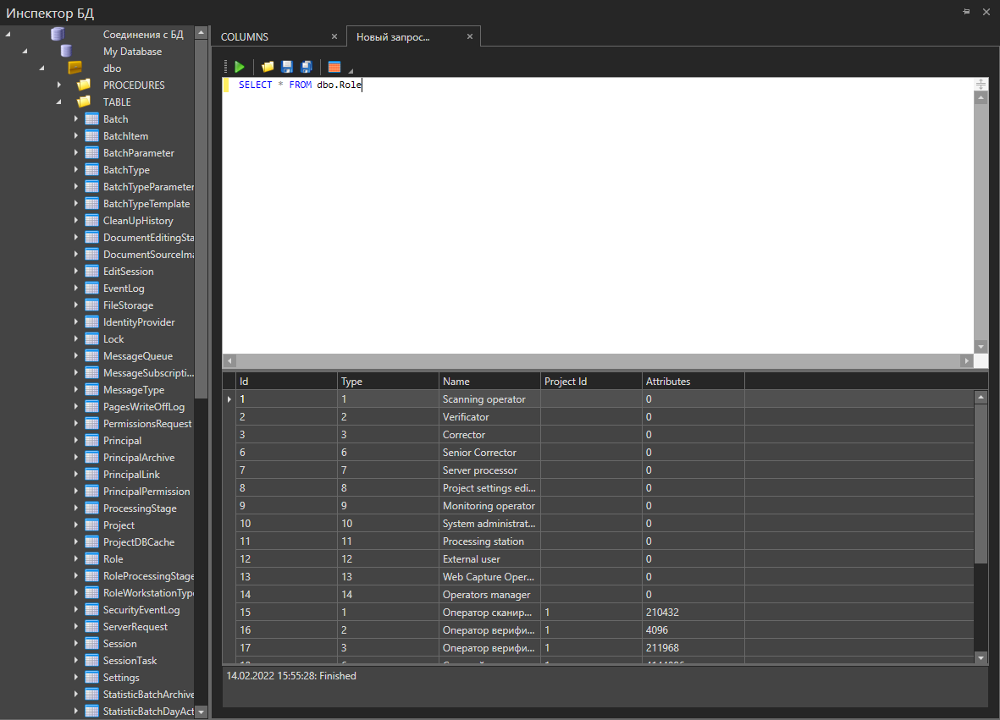 Инспектор БД
Соединения с БД
My Database
dbo
PROCEDURES
TABLE
Batch
BatchItem
BatchParameter
BatchType
BatchTypeParameter
BatchTypeTemplate
CleanUpHistory
DocumentEditingSta
DocumentSourceIma
EditSession
EventLog
FileStorage
IdentityProvider
Lock
MessageQueue
MessageSubscripti...
MessageType
PagesWriteOffLog
PermissionsRequest
Principal
PrincipalArchive
PrincipalLink
PrincipalPermission
ProcessingStage
Project
ProjectDBCache
Role
RoleProcessingStage
RoleWorkstationType
SecurityEventLog
ServerRequest
Session
SessionTask
Settings
StatisticBatchArchive
StatisticBatchDayAct
COLUMNS Новый запрос...
SELECT * FROM dbo.Role
Id Type Name Project Id Attributes
1 1 Scanning operator 0
2 2 Verificator 0
3 3 Corrector 0
6 6 Senior Corrector 0
7 7 Server processor 0
8 8 Project settings edi... 0
9 9 Monitoring operator 0
10 10 System administrat... 0
11 11 Processing station 0
12 12 External user 0
13 13 Web Capture Oper... 0
14 14 Operators manager 0
15 1 Оператор сканир... 1 210432
16 2 Оператор верифи... 1 4096
17 3 Оператор верифи... 1 211968
14.02.2022 15:55:28: Finished